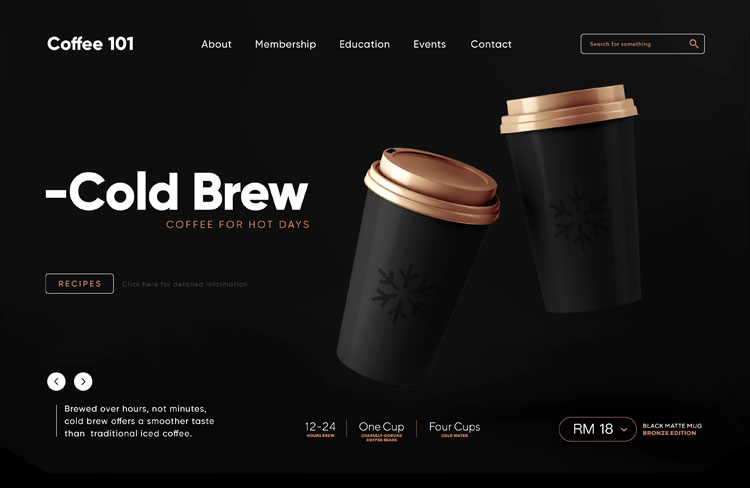 Coffee 101
About
Membership
Education
Events
Contact
Search for something
-Cold Brew
COFFEE FOR HOT DAYS
RECIPES
Click here for detailed information
Brewed over hours, not minutes,
cold brew offers a smoother taste
than traditional iced coffee.
12-24
HOURS BREW
One Cup
COARSELY-GORUNG
COFFEE BEANS
Four Cups
COLD WATER
RM 18
BLACK MATTE MUG
BRONZE EDITION